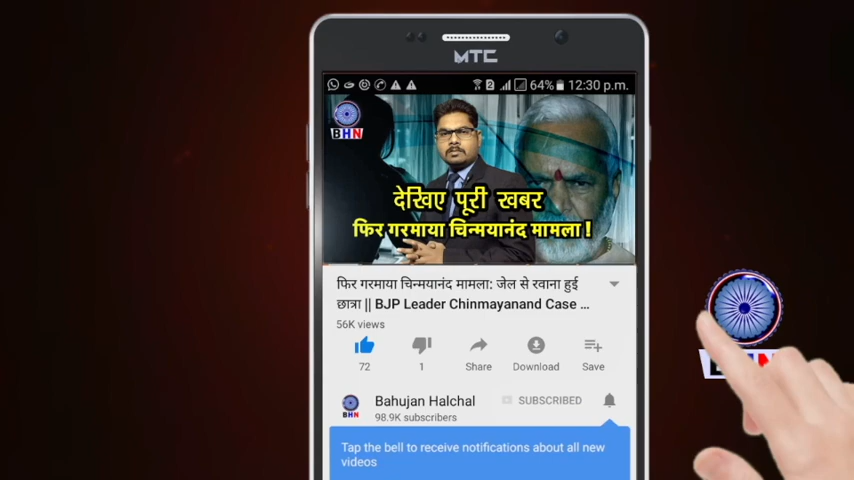 MTC
64% 12:30 p.m.
BHN
देखिए पूरी खबर
फिर गरमाया चिन्मयानंद मामला !
फिर गरमाया चिन्मयानंद मामला: जेल से रवाना हुई
छात्रा || BJP Leader Chinmayanand Case ...
56K views
72
1
Share
Download
Save
BHN
Bahujan Halchal
SUBSCRIBED
98.9K subscribers
Tap the bell to receive notifications about all new
videos
BHN